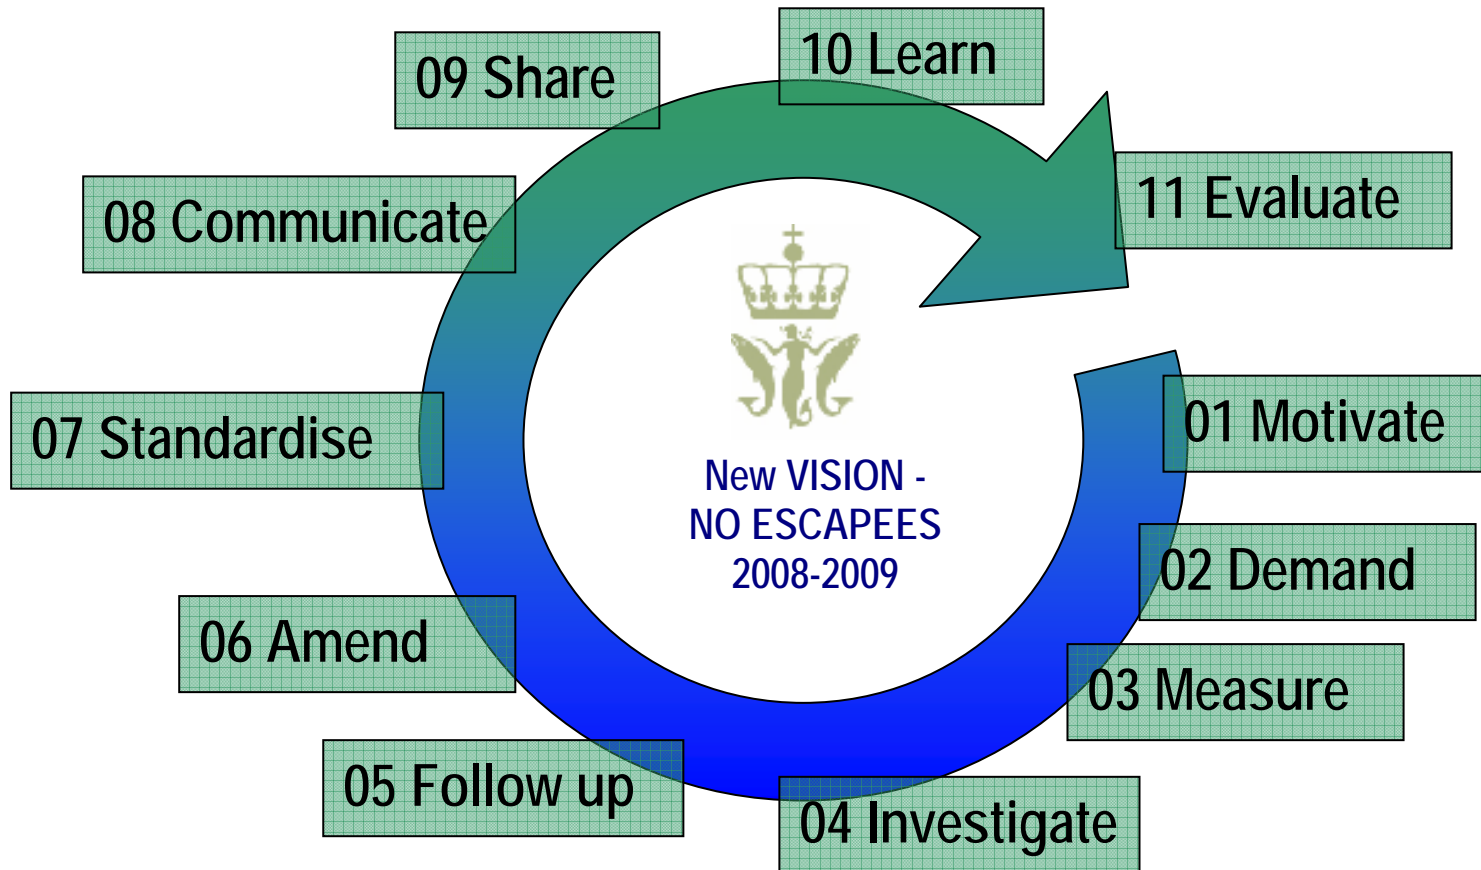 09 Share
10 Learn
08 Communicate
11 Evaluate
07 Standardise
01 Motivate
New VISION -
NO ESCAPEES
2008-2009
02 Demand
06 Amend
03 Measure
05 Follow up
04 Investigate